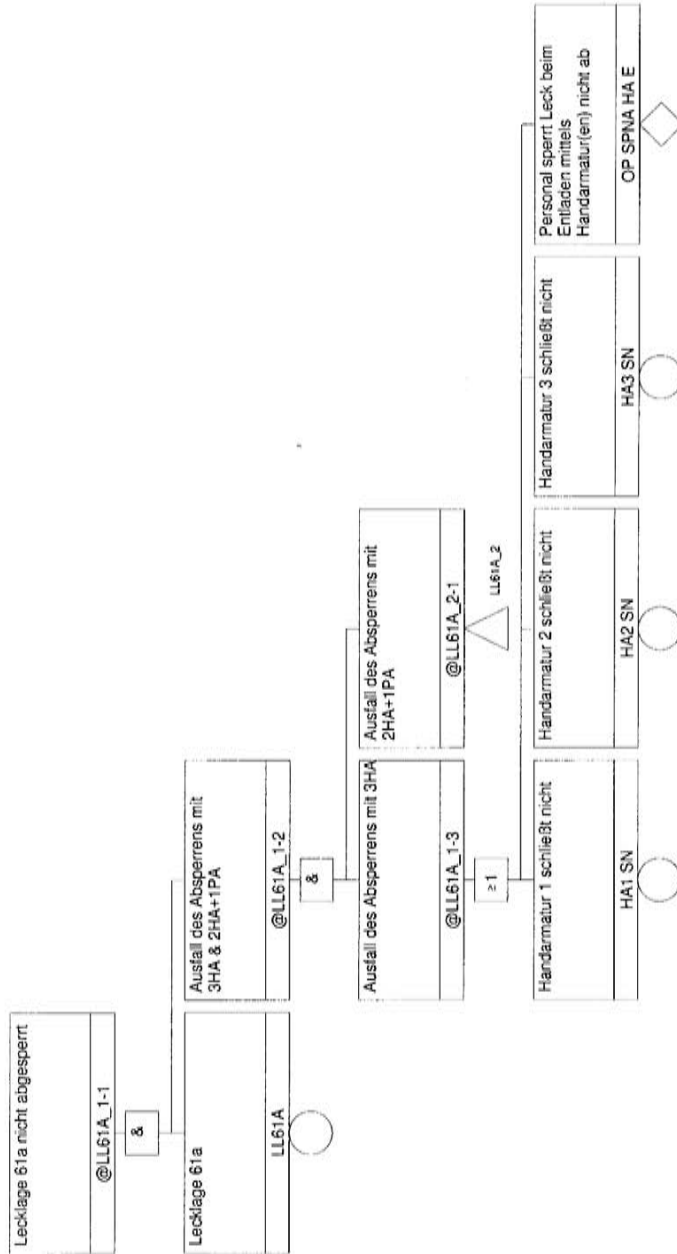 Lecklage 61a nicht abgesperrt
@LL61A_1-1
&
Lecklage 61a
LL61A
Ausfall des Absperrens mit
3HA & 2HA+1PA
@LL61A_1-2
&
Ausfall des Absperrens mit 3HA
@LL61A_1-3
≥1
Ausfall des Absperrens mit
2HA+1PA
@LL61A_2-1
LL61A_2
Handarmatur 1 schließt nicht
HA1 SN
Handarmatur 2 schließt nicht
HA2 SN
Handarmatur 3 schließt nicht
HA3 SN
Personal sperrt Leck beim
Entladen mittels
Handarmatur(en) nicht ab
OP SPNA HA E